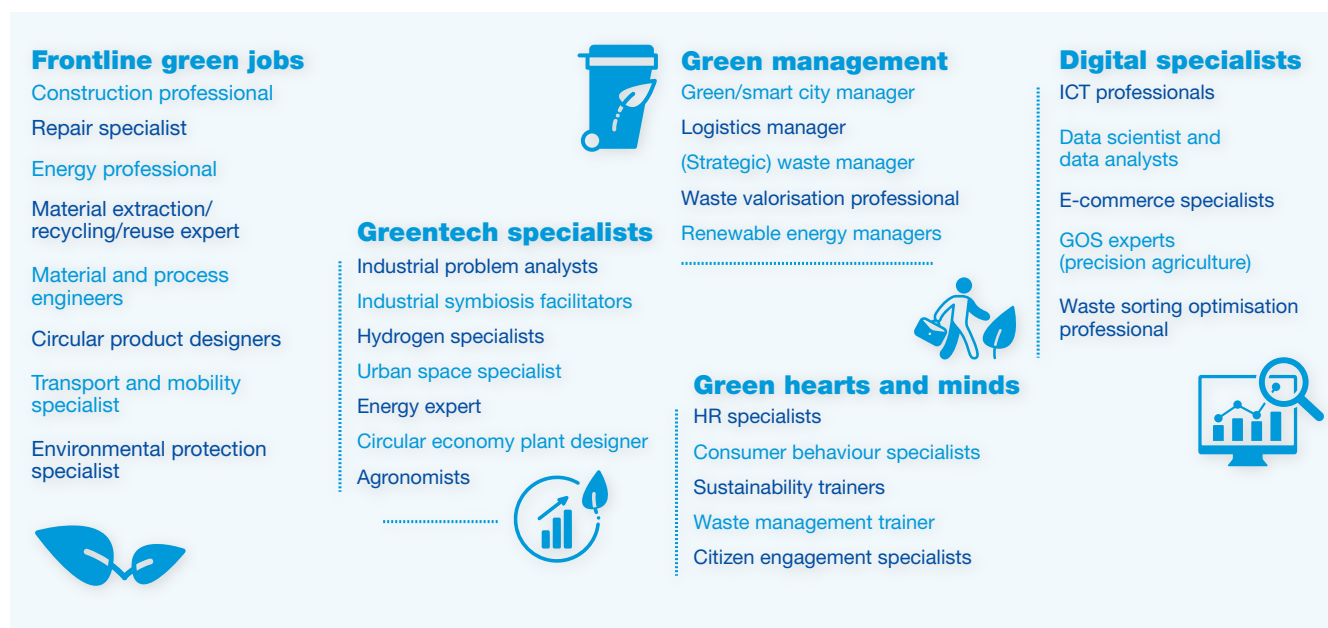 Frontline green jobs
Construction professional
Repair specialist
Energy professional
Material extraction/
recycling/reuse expert
Material and process
engineers
Circular product designers
Transport and mobility
specialist
Environmental protection
specialist
Greentech specialists
Industrial problem analysts
Industrial symbiosis facilitators
Hydrogen specialists
Urban space specialist
Energy expert
Circular economy plant designer
Agronomists
Green management
Green/smart city manager
Logistics manager
(Strategic) waste manager
Waste valorisation professional
Renewable energy managers
Green hearts and minds
HR specialists
Consumer behaviour specialists
Sustainability trainers
Waste management trainer
Citizen engagement specialists
Digital specialists
ICT professionals
Data scientist and
data analysts
E-commerce specialists
GOS experts
(precision agriculture)
Waste sorting optimisation
professional